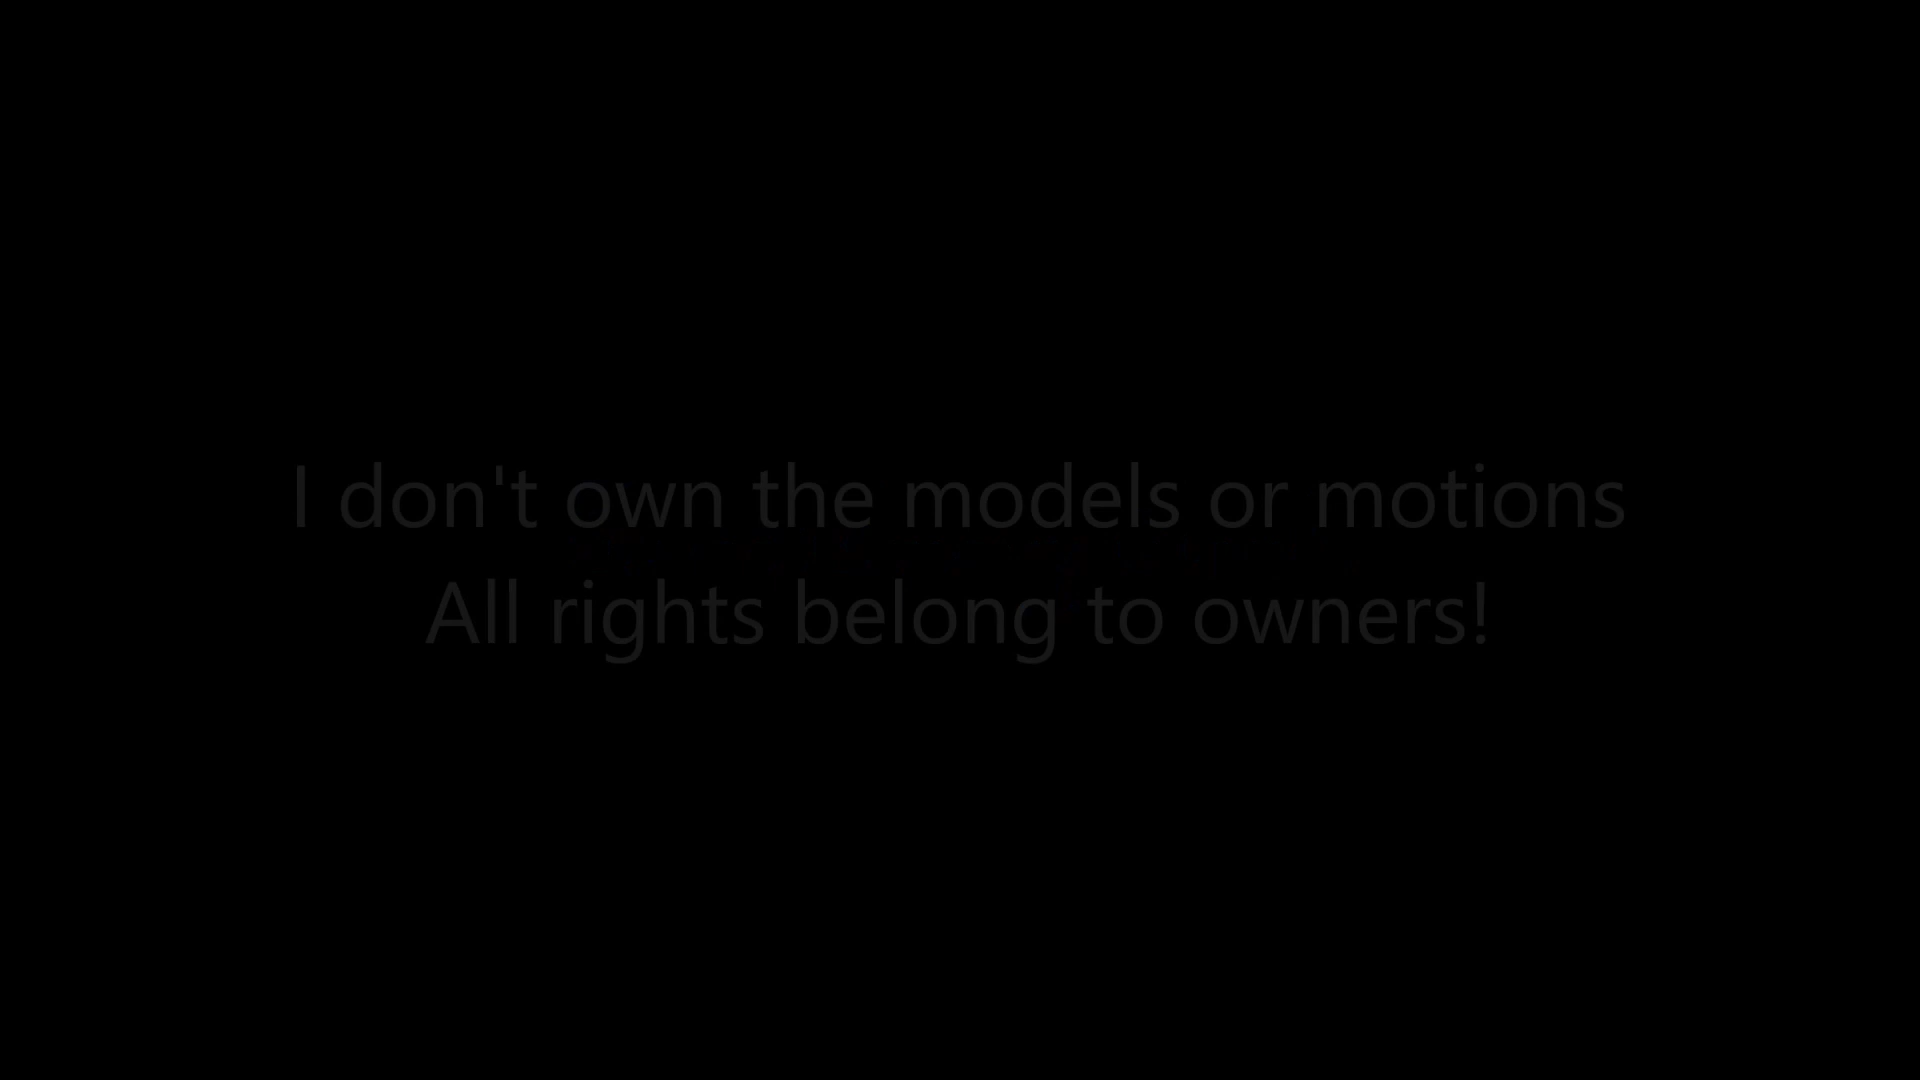 I don't own the models or motions
All rights belong to owners!